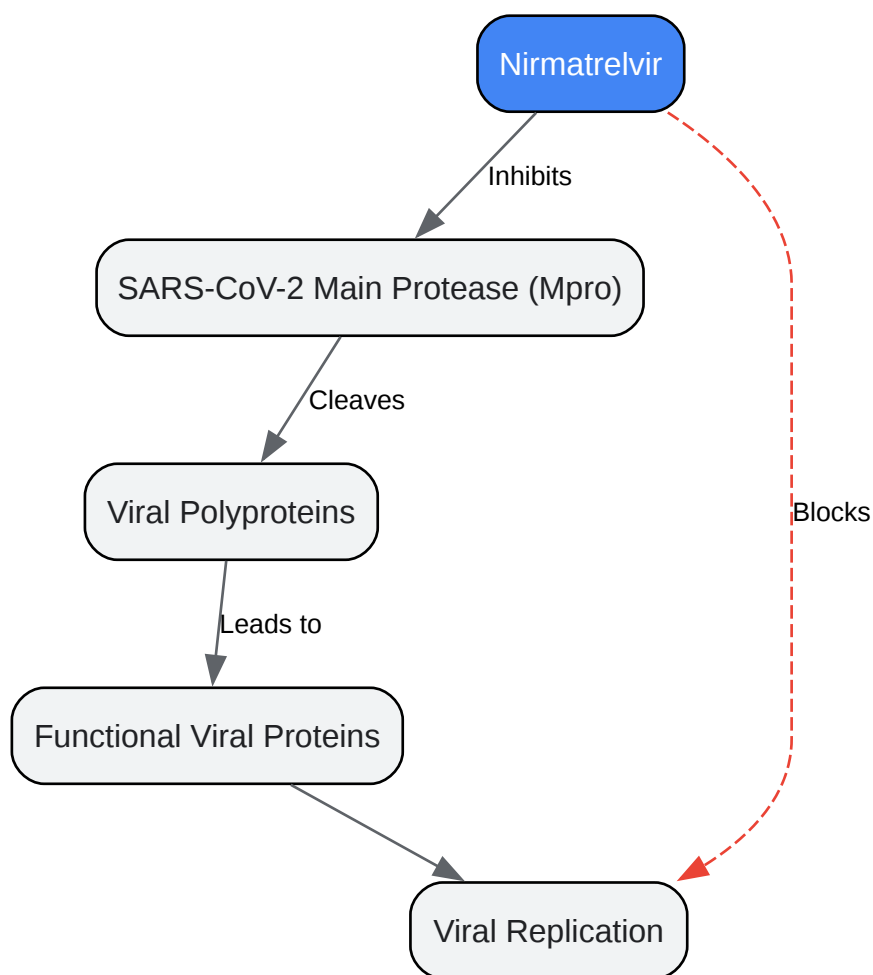 Nirmatrelvir
Inhibits
SARS-CoV-2 Main Protease (Mpro)
Cleaves
Viral Polyproteins
Blocks
Leads to
Functional Viral Proteins
Viral Replication